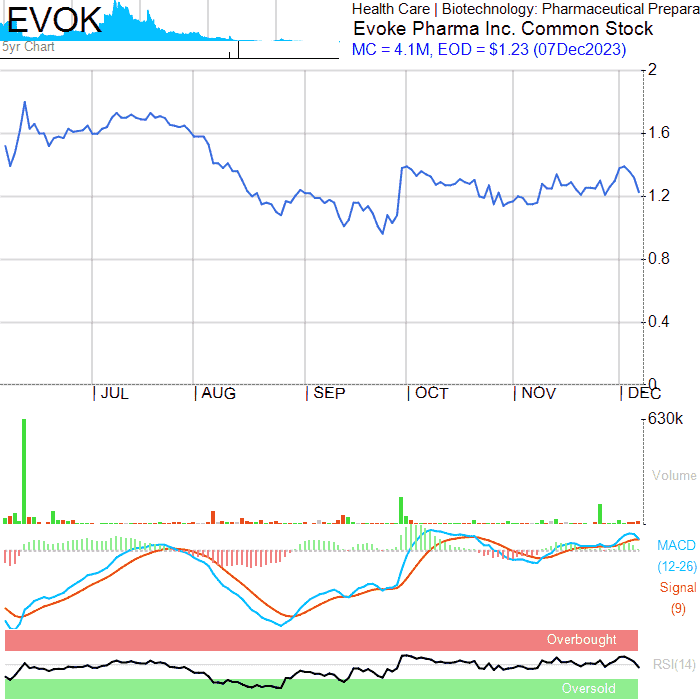 EVOK
5yr Chart
Health Care | Biotechnology: Pharmaceutical Prepara
Evoke Pharma Inc. Common Stock
MC = 4.1M, EOD = $1.23 (07Dec2023)
2
1.6
1.2
0.8
0.4
0
JUL
AUG
SEP
OCT
NOV
DEC
630k
Volume
MACD
(12-26)
Signal
(9)
Overbought
RSI(14)
Oversold